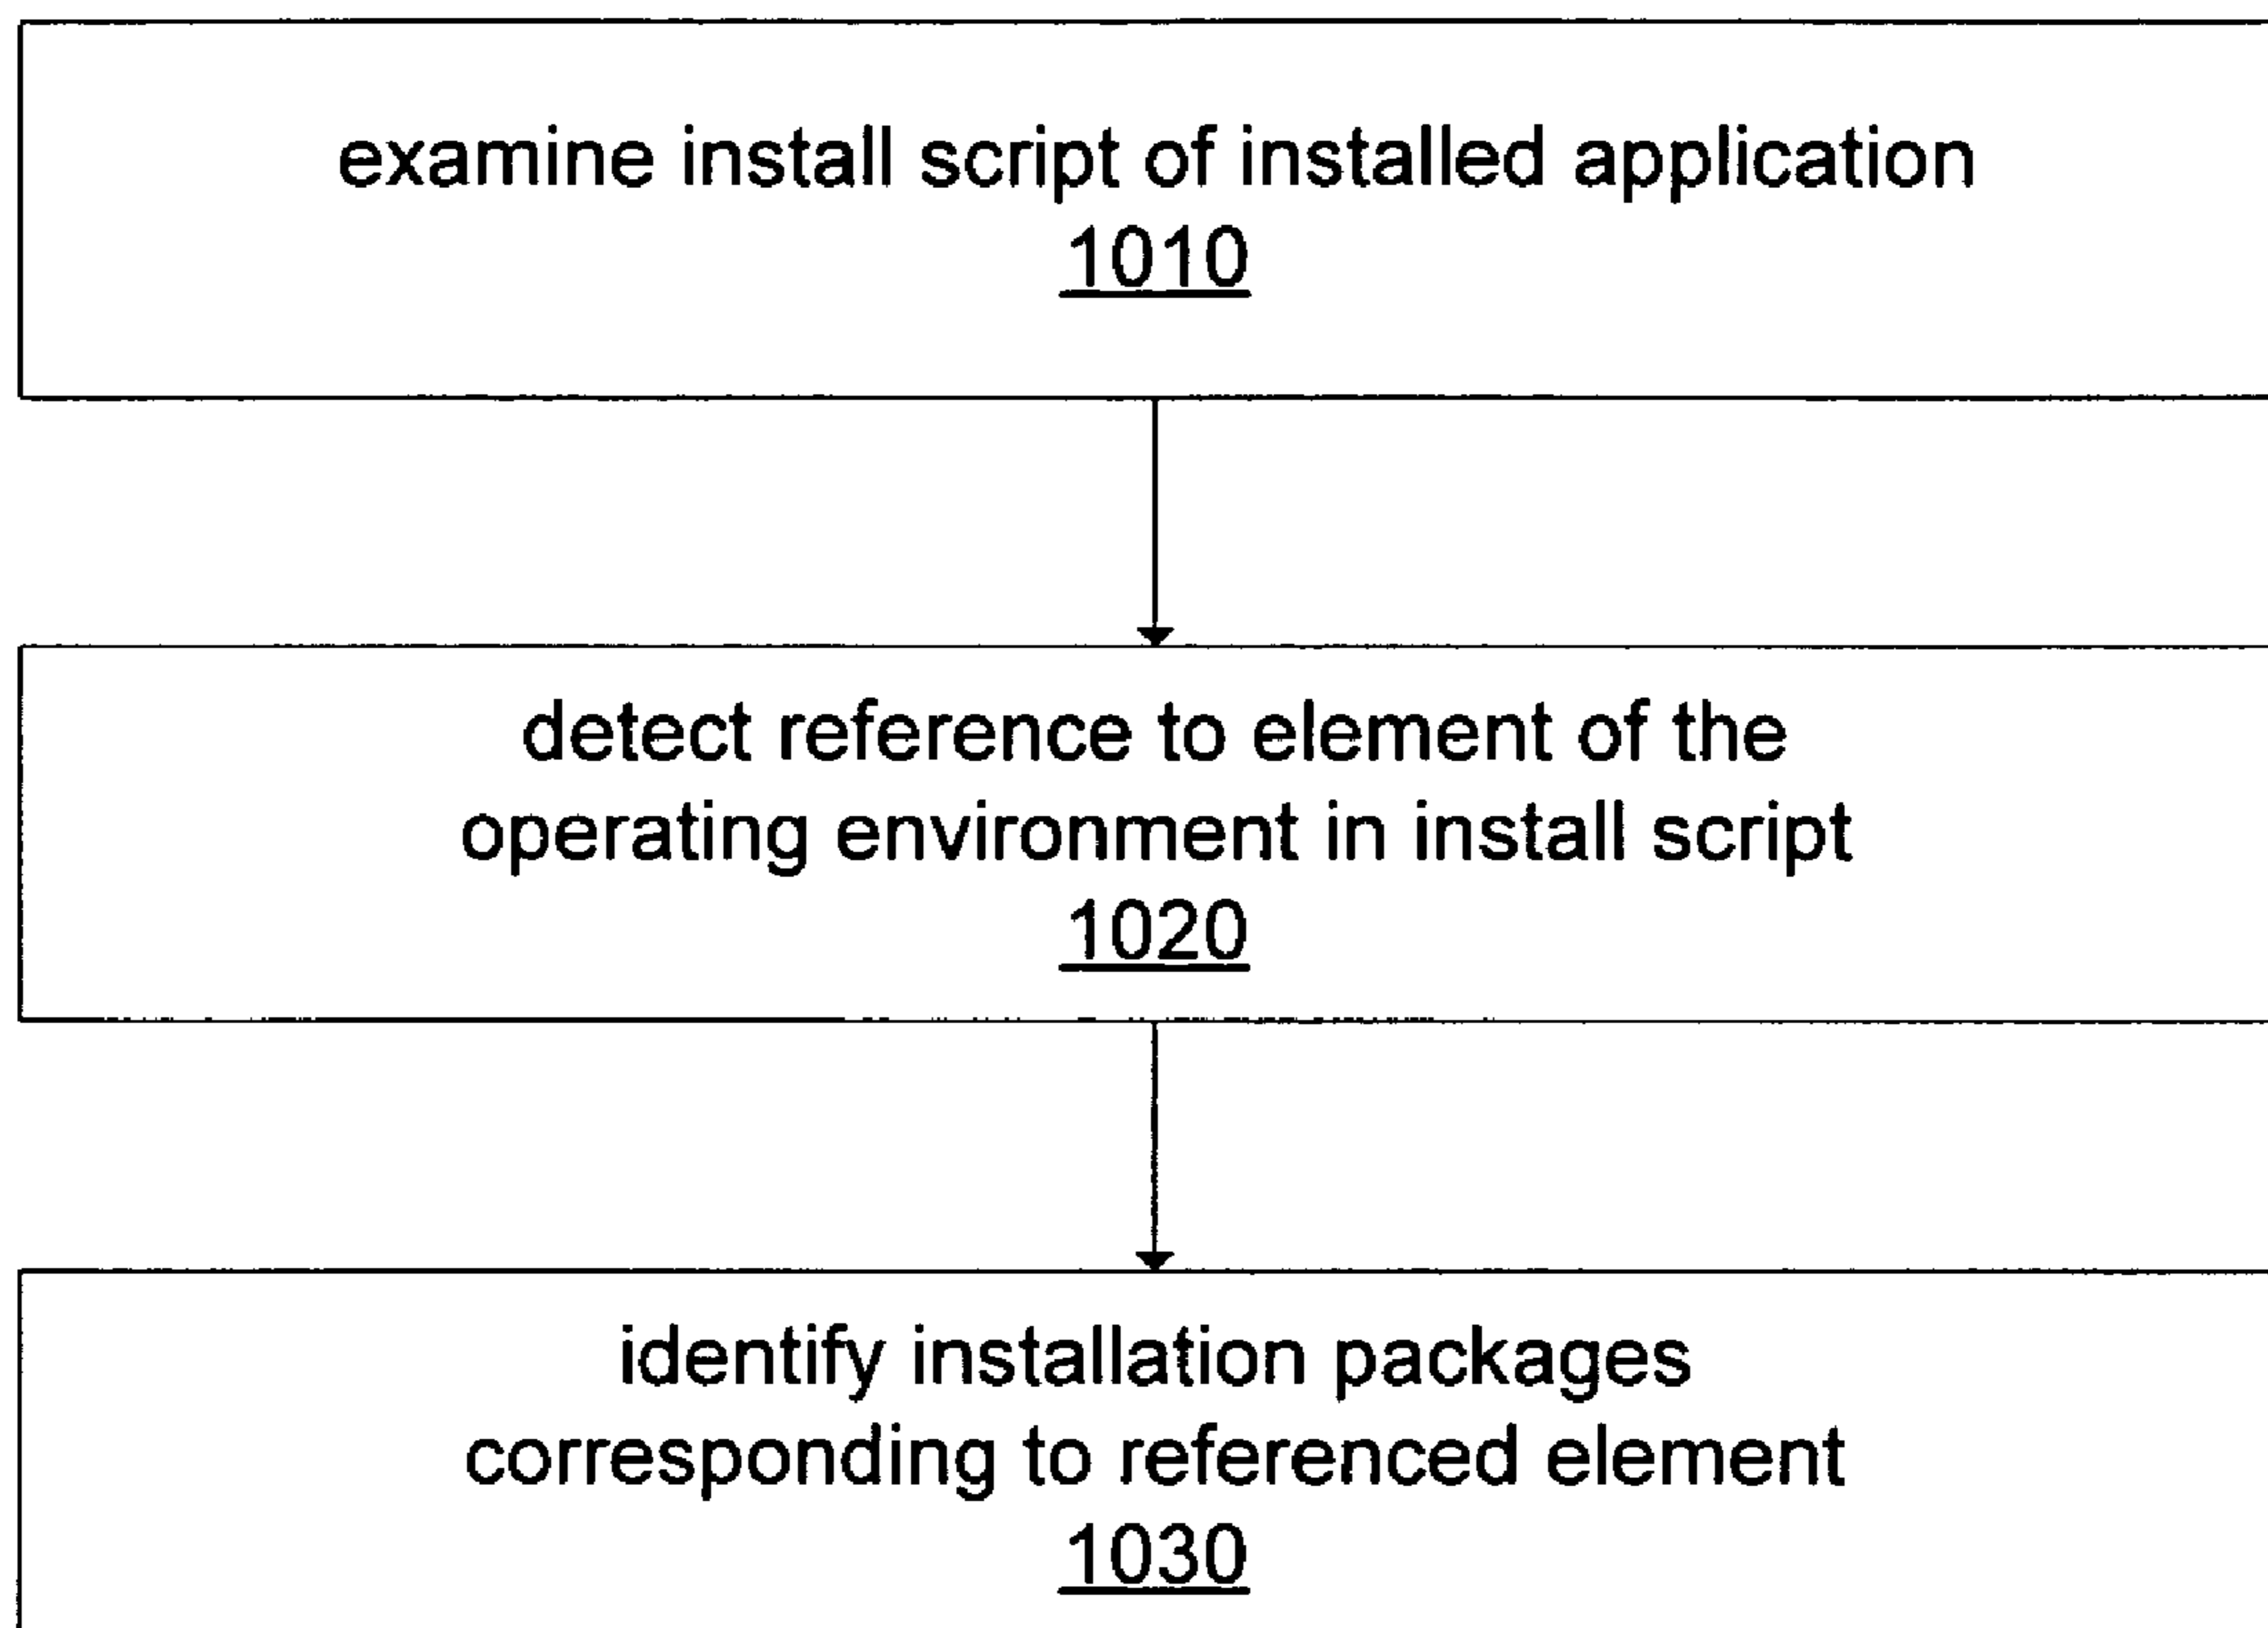 examine install script of installed application
1010
detect reference to element of the
operating environment in install script
1020
identify installation packages
corresponding to referenced element
1030